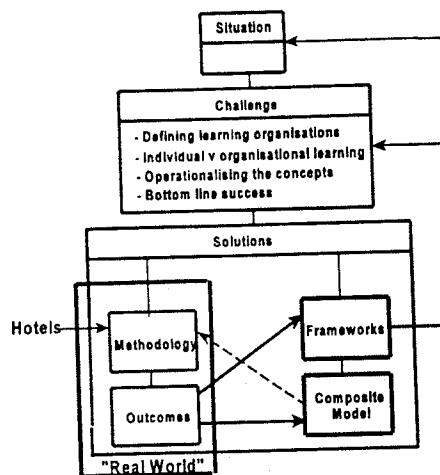 Situation
Challenge
- Defining learning organisations
- Individual v organisational learning
- Operationalising the concepts
- Bottom line success
Solutions
Hotels
Methodology
Frameworks
Outcomes
Composite
Model
"Real World"